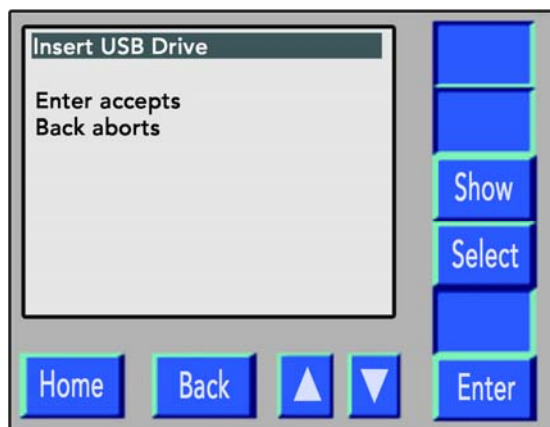 Insert USB Drive
Enter accepts
Back aborts
Show
Select
Home
Back
Enter